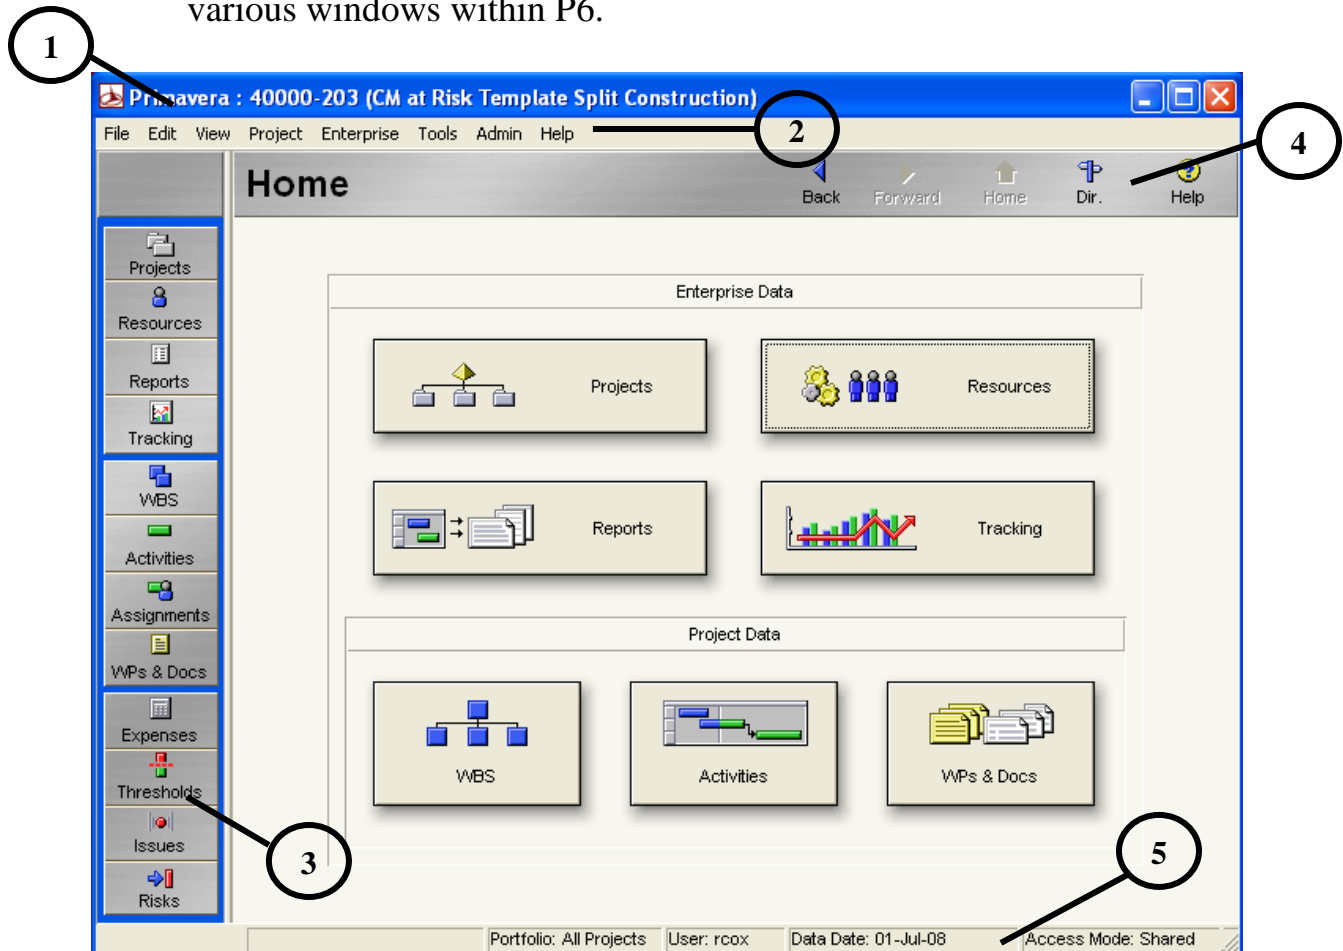 various windows within P6.
1
Primavera : 40000-203 (CM at Risk Template Split Construction)
File Edit View Project Enterprise Tools Admin Help
2
4
Home
Back Forward Home Dir. Help
Projects
Resources
Reports
Tracking
WBS
Activities
Assignments
WPs & Docs
Expenses
Thresholds
Issues
Risks
3
Enterprise Data
Projects
Resources
Reports
Tracking
Project Data
WBS
Activities
WPs & Docs
5
Portfolio: All Projects User: rcox Data Date: 01-Jul-08 Access Mode: Shared